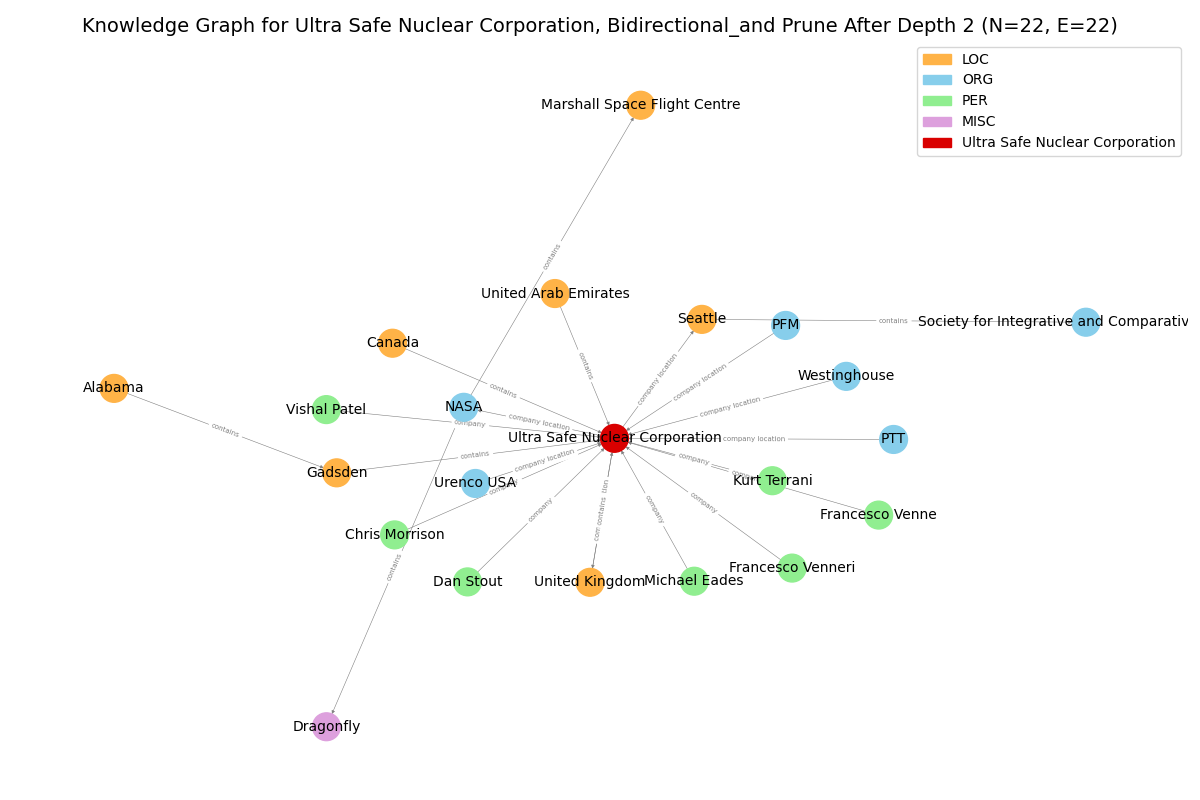 Knowledge Graph for Ultra Safe Nuclear Corporation, Bidirectional_and Prune After Depth 2 (N=22, E=22)
LOC
ORG
PER
MISC
Ultra Safe Nuclear Corporation
Marshall Space Flight Centre
contains
United Arab Emirates
Seattle
PFM
contains
Society for Integrative and Comparativ
Canada
contains
company location
company location
Westinghouse
Alabama
contains
Vishal Patel
NASA
company location
company
company location
contains
Ultra Safe Nuclear Corporation
company location
PTT
Gadsden
contains
company location
company
Kurt Terrani
Urenco USA
company
Chris Morrison
company
contains
company
company
Francesco Venne
contains
Dan Stout
United Kingdom
Michael Eades
Francesco Venneri
Dragonfly